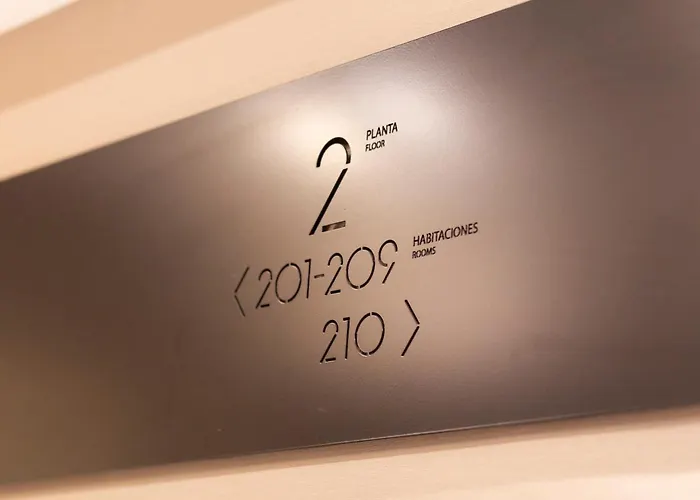 2 PLANTA
FLOOR
< 201-209 HABITACIONES
ROOMS
210 >